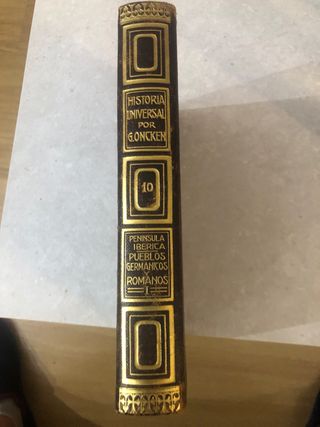 HISTORIA
UNIVERSAL
POR
G.ONCKEN
10
PENINSULA
IBERICA
PUEBLOS
GERMANICOS
Y
ROMANOS
I